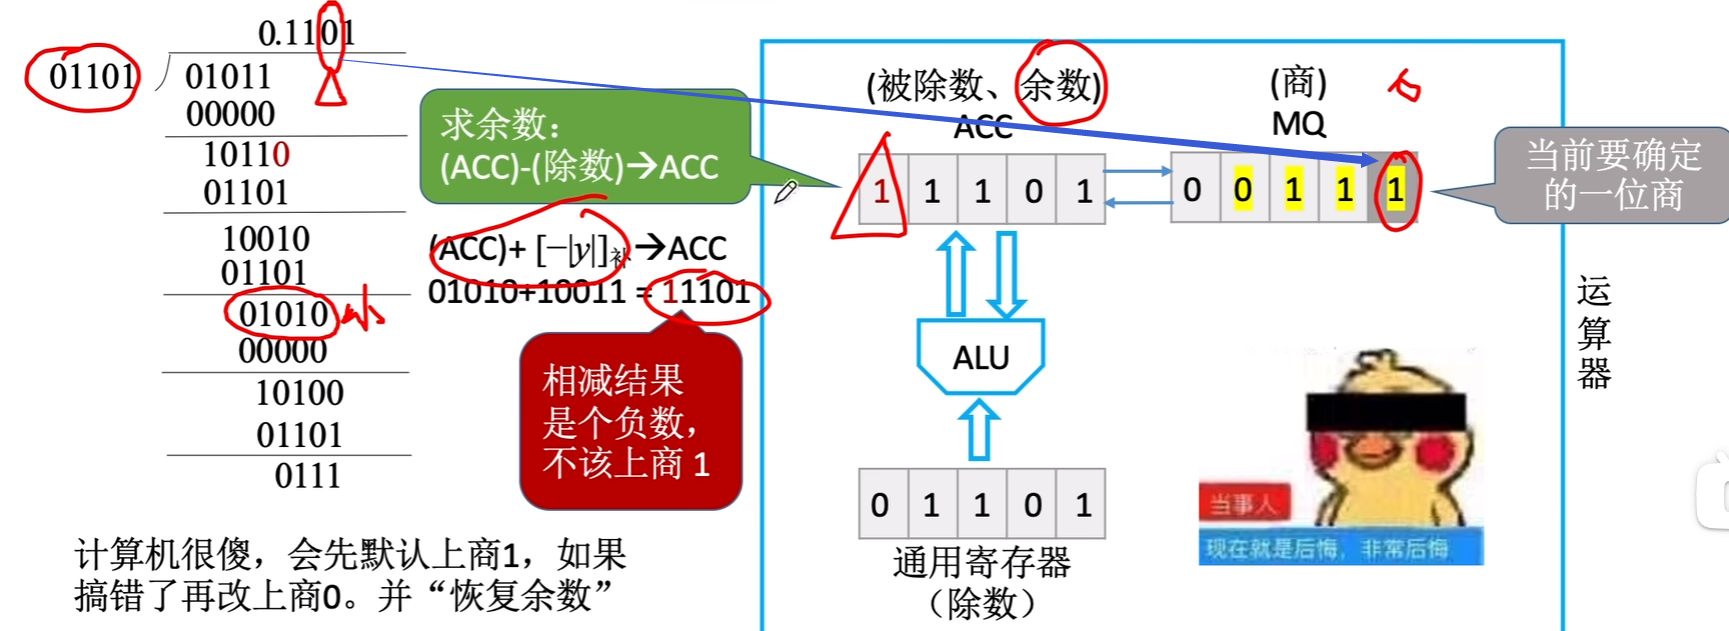 0.1101
01101
01011
00000
10110
01101
10010
01101
01010
00000
10100
01101
0111
求余数：
(ACC)-(除数)→ACC
(ACC)+ [−|y|]补→ACC
01010+10011 = 11101
相减结果
是个负数，
不该上商 1
计算机很傻，会先默认上商1，如果
搞错了再改上商0。并“恢复余数”
(被除数、余数)
ACC
1 1 1 0 1
(商)
MQ
0 0 1 1 1
当前要确定
的一位商
ALU
0 1 1 0 1
通用寄存器
（除数）
运
算
器
当事人
现在就是后悔，非常后悔